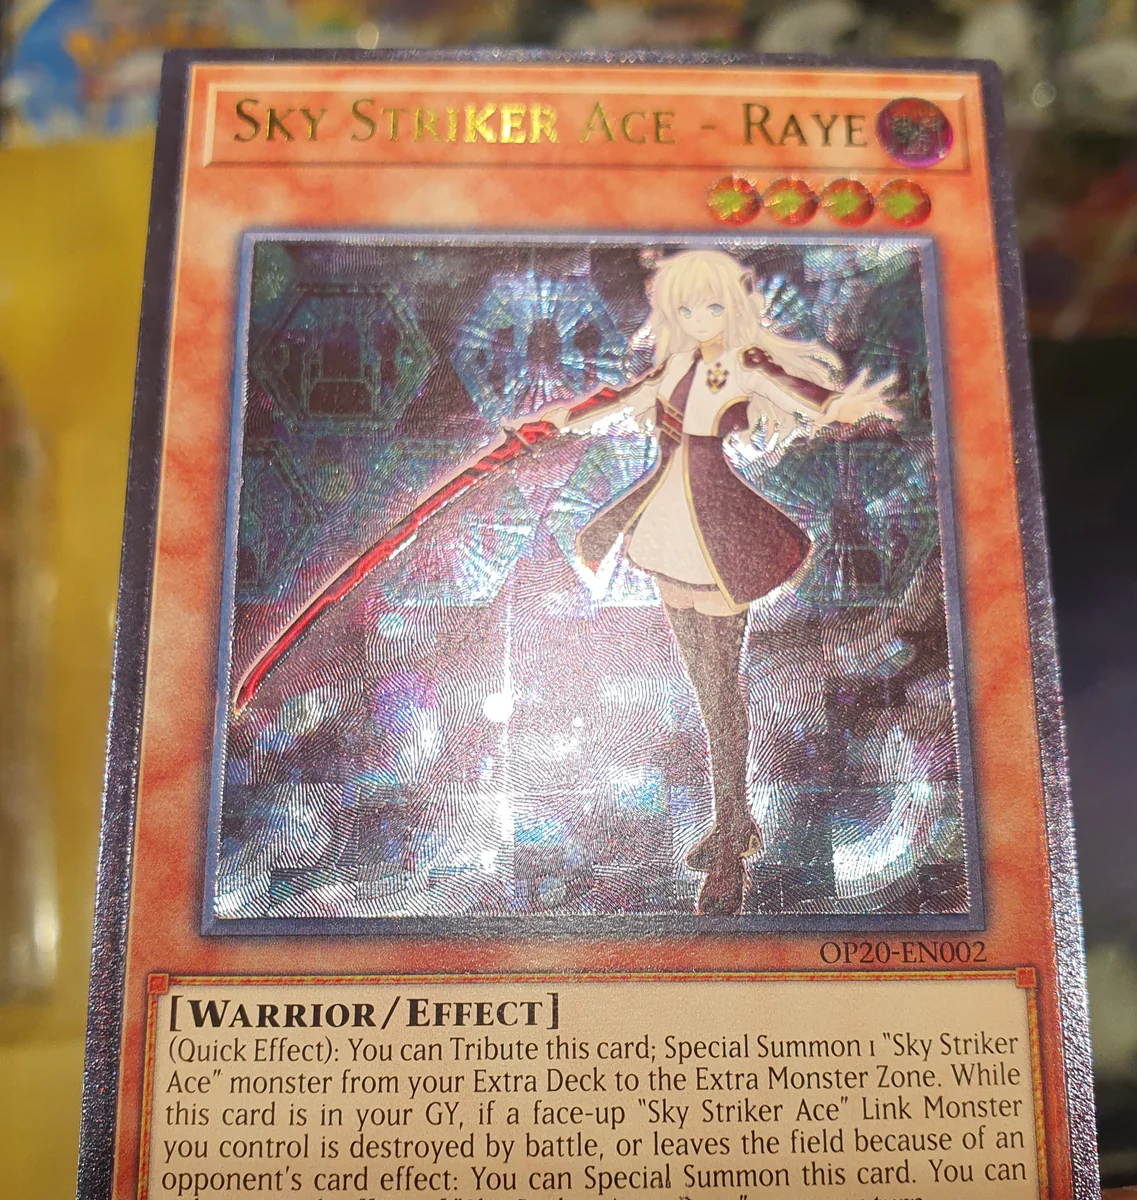 SKY STRIKER ACE - RAYE
OP20-EN002
[WARRIOR/EFFECT]
(Quick Effect): You can Tribute this card; Special Summon 1 "Sky Striker
Ace" monster from your Extra Deck to the Extra Monster Zone. While
this card is in your GY, if a face-up "Sky Striker Ace" Link Monster
you control is destroyed by battle, or leaves the field because of an
opponent's card effect: You can Special Summon this card. You can